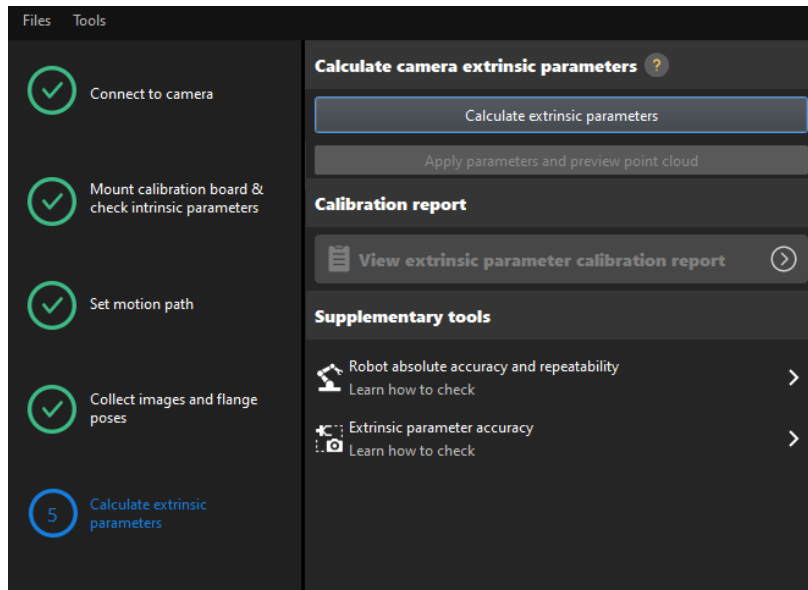 Files Tools
Connect to camera
Mount calibration board &
check intrinsic parameters
Set motion path
Collect images and flange
poses
5
Calculate extrinsic
parameters
Calculate camera extrinsic parameters ?
Calculate extrinsic parameters
Apply parameters and preview point cloud
Calibration report
View extrinsic parameter calibration report
Supplementary tools
Robot absolute accuracy and repeatability
Learn how to check
Extrinsic parameter accuracy
Learn how to check